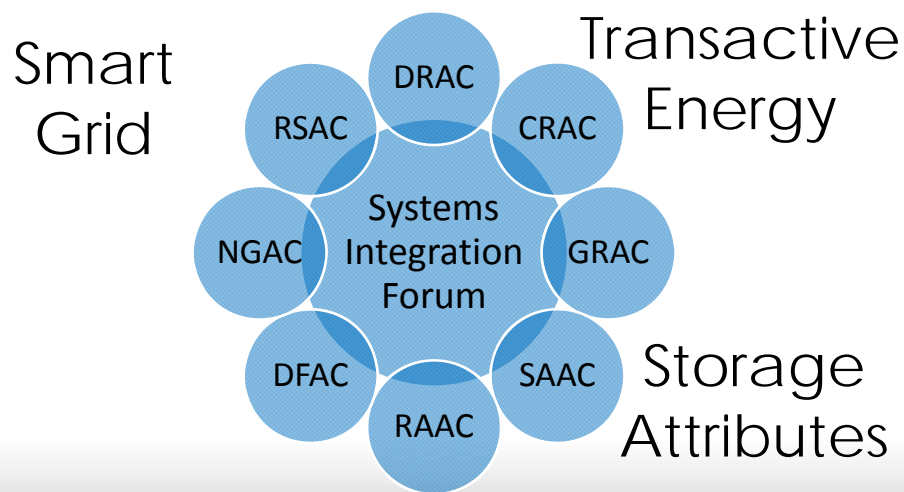 Smart
Grid
Transactive
Energy
DRAC
RSAC
CRAC
Systems
Integration
Forum
NGAC
GRAC
DFAC
SAAC
RAAC
Storage
Attributes